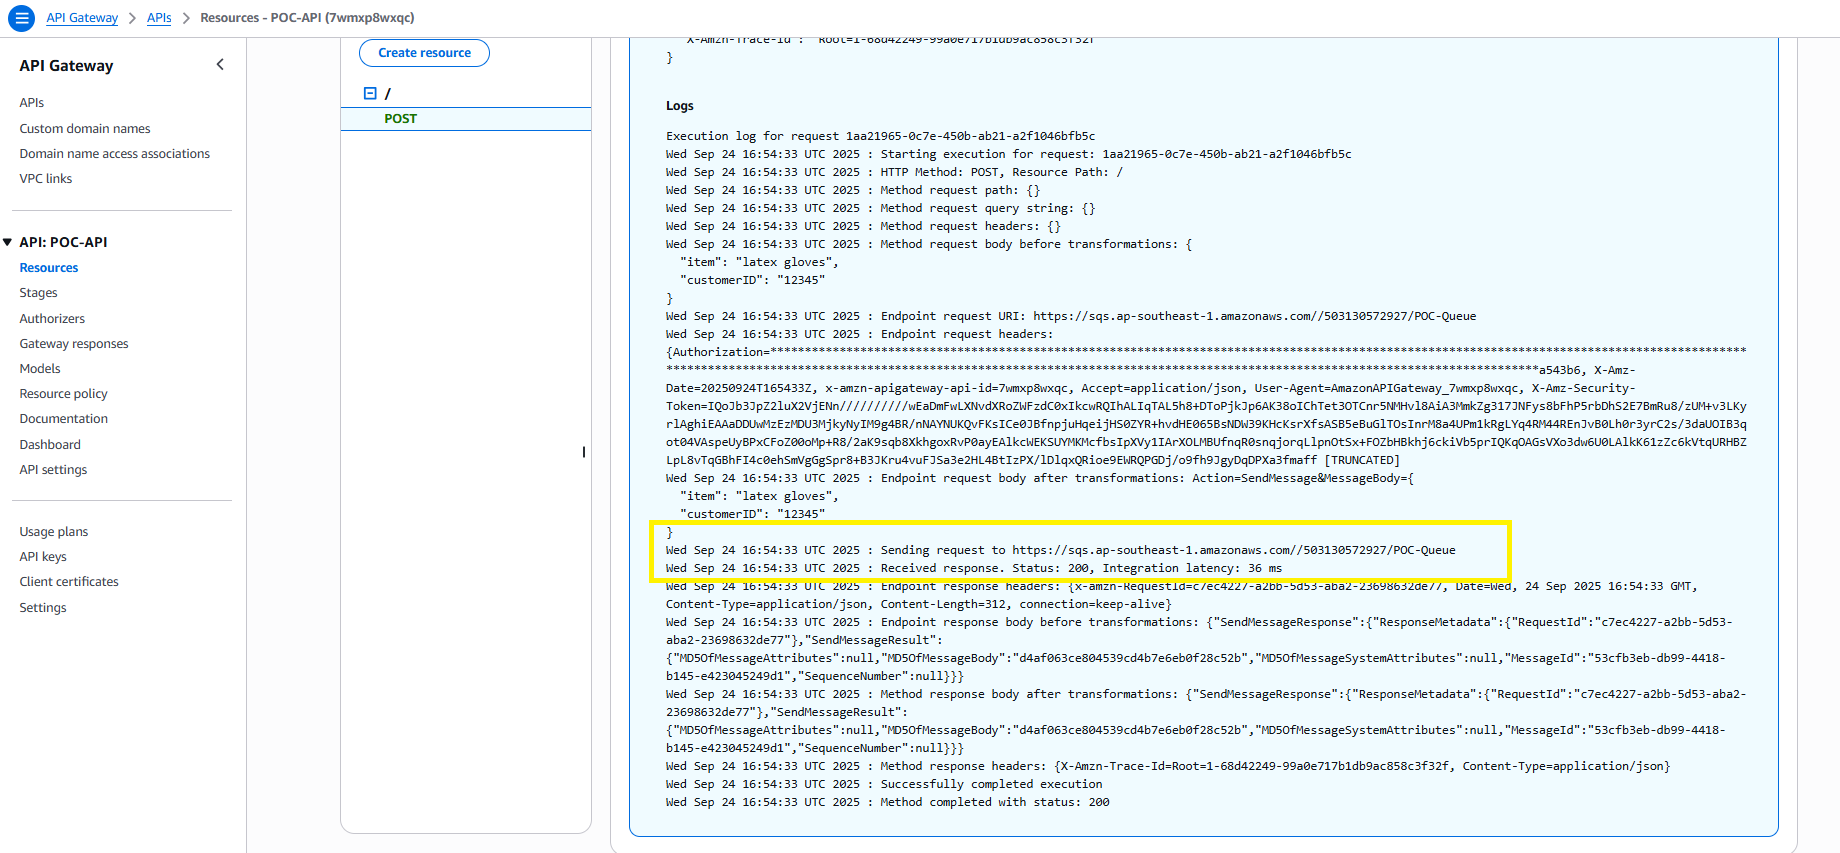 API Gateway > APIs > Resources - POC-API (7wmxp8wxqc)
API Gateway
APIs
Custom domain names
Domain name access associations
VPC links
API: POC-API
Resources
Stages
Authorizers
Gateway responses
Models
Resource policy
Documentation
Dashboard
API settings
Usage plans
API keys
Client certificates
Settings
Create resource
/
POST
X-Amzn-Trace-Id : Root=1-68d42249-99a0e717b1db9ac858c3f32f
}
Logs
Execution log for request 1aa21965-0c7e-450b-ab21-a2f1046bfb5c
Wed Sep 24 16:54:33 UTC 2025 : Starting execution for request: 1aa21965-0c7e-450b-ab21-a2f1046bfb5c
Wed Sep 24 16:54:33 UTC 2025 : HTTP Method: POST, Resource Path: /
Wed Sep 24 16:54:33 UTC 2025 : Method request path: {}
Wed Sep 24 16:54:33 UTC 2025 : Method request query string: {}
Wed Sep 24 16:54:33 UTC 2025 : Method request headers: {}
Wed Sep 24 16:54:33 UTC 2025 : Method request body before transformations: {
"item": "latex gloves",
"customerID": "12345"
}
Wed Sep 24 16:54:33 UTC 2025 : Endpoint request URI: https://sqs.ap-southeast-1.amazonaws.com//503130572927/POC-Queue
Wed Sep 24 16:54:33 UTC 2025 : Endpoint request headers:
{Authorization=
a543b6, X-Amz-
Date=20250924T165433Z, x-amzn-apigateway-api-id=7wmxp8wxqc, Accept=application/json, User-Agent=AmazonAPIGateway_7wmxp8wxqc, X-Amz-Security-
[TRUNCATED]
Wed Sep 24 16:54:33 UTC 2025 : Endpoint request body after transformations: Action=SendMessage&MessageBody={
"item": "latex gloves",
"customerID": "12345"
}
Wed Sep 24 16:54:33 UTC 2025 : Sending request to https://sqs.ap-southeast-1.amazonaws.com//503130572927/POC-Queue
Wed Sep 24 16:54:33 UTC 2025 : Received response. Status: 200, Integration latency: 36 ms
Wed Sep 24 16:54:33 UTC 2025 : Endpoint response headers: {x-amzn-RequestId=c7ec4227-a2bb-5d53-aba2-23698632de77, Date=Wed, 24 Sep 2025 16:54:33 GMT,
Content-Type=application/json, Content-Length=312, connection=keep-alive}
Wed Sep 24 16:54:33 UTC 2025 : Endpoint response body before transformations: {"SendMessageResponse":{"ResponseMetadata":{"RequestId":"c7ec4227-a2bb-5d53-
aba2-23698632de77"},"SendMessageResult":
{"MD5OfMessageAttributes":null,"MD5OfMessageBody":"d4af063ce804539cd4b7e6eb0f28c52b","MD5OfMessageSystemAttributes":null,"MessageId":"53cfb3eb-db99-4418-
b145-e423045249d1","SequenceNumber":null}}}
Wed Sep 24 16:54:33 UTC 2025 : Method response body after transformations: {"SendMessageResponse":{"ResponseMetadata":{"RequestId":"c7ec4227-a2bb-5d53-aba2-
23698632de77"},"SendMessageResult":
{"MD5OfMessageAttributes":null,"MD5OfMessageBody":"d4af063ce804539cd4b7e6eb0f28c52b","MD5OfMessageSystemAttributes":null,"MessageId":"53cfb3eb-db99-4418-
b145-e423045249d1","SequenceNumber":null}}}
Wed Sep 24 16:54:33 UTC 2025 : Method response headers: {X-Amzn-Trace-Id=Root=1-68d42249-99a0e717b1db9ac858c3f32f, Content-Type=application/json}
Wed Sep 24 16:54:33 UTC 2025 : Successfully completed execution
Wed Sep 24 16:54:33 UTC 2025 : Method completed with status: 200